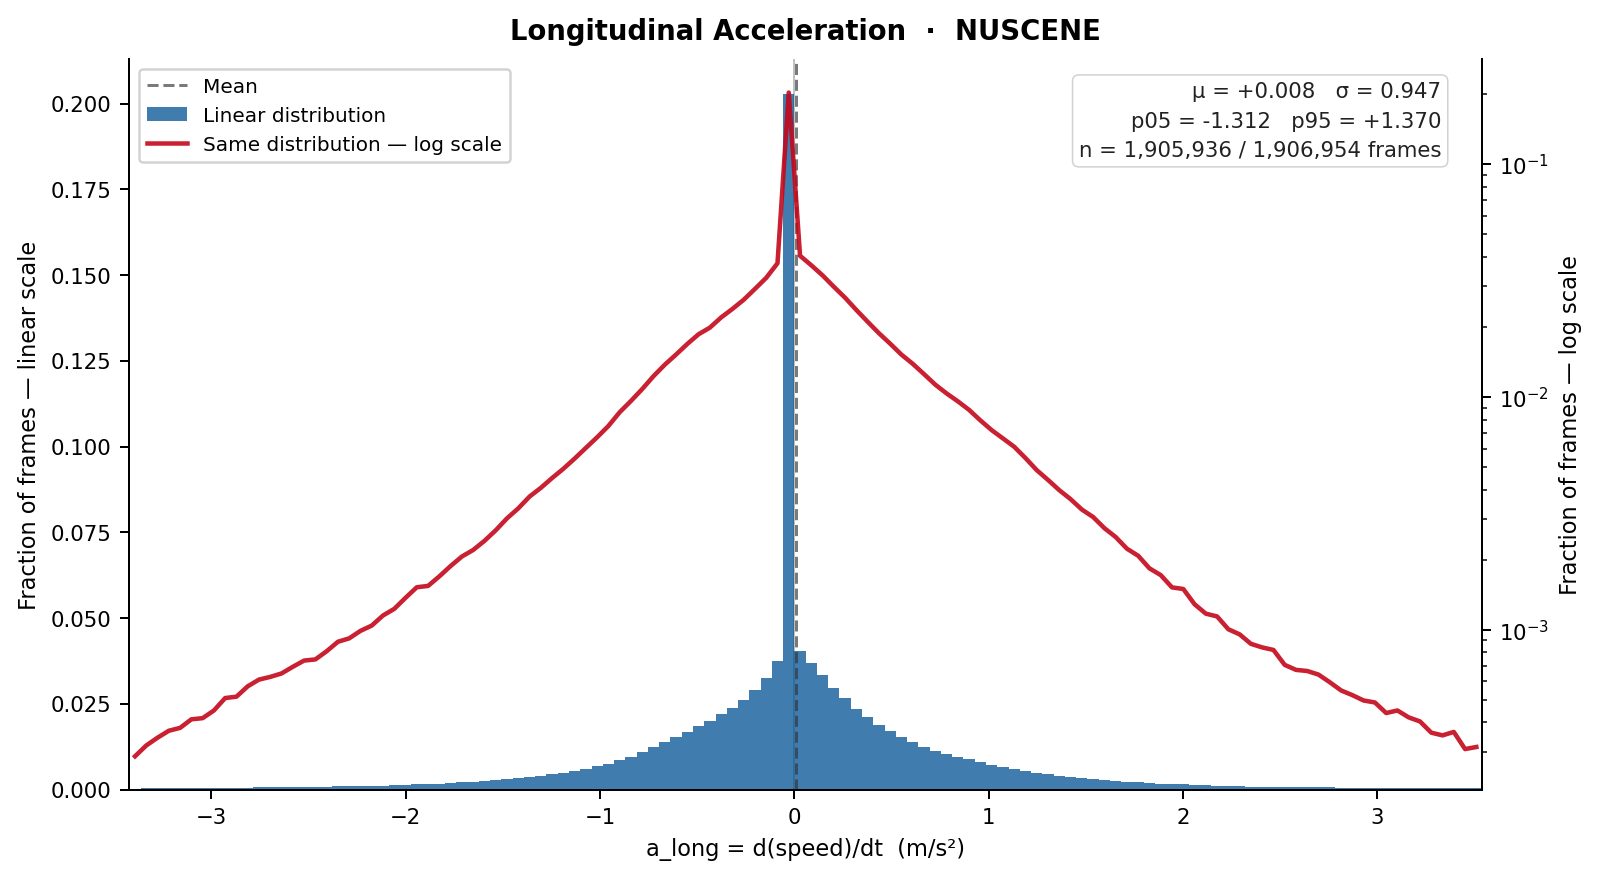 Longitudinal Acceleration · NUSCENE
Mean
Linear distribution
Same distribution — log scale
μ = +0.008 σ = 0.947
p05 = -1.312 p95 = +1.370
n = 1,905,936 / 1,906,954 frames
Fraction of frames — linear scale
0.200
0.175
0.150
0.125
0.100
0.075
0.050
0.025
0.000
10⁻¹
10⁻²
10⁻³
Fraction of frames — log scale
−3
−2
−1
0
1
2
3
a_long = d(speed)/dt (m/s²)